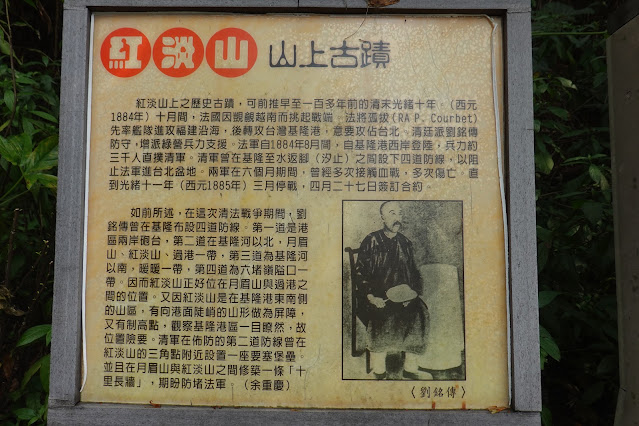 紅淡山 山上古蹟
紅淡山上之歷史古蹟，可前推早至一百多年前的清末光緒十年。（西元
1884年）十月間，法國因覬覦越南而挑起戰端。法將孤拔(RA P. Courbet)
先率艦隊進攻福建沿海，後轉攻台灣基隆港，意要攻佔台北。清廷派劉銘傳
防守，增派綠營兵力支援。法軍自1884年8月間，自基隆港西岸登陸，兵力約
三千人直撲清軍。清軍曾在基隆至水返腳（汐止）之間設下四道防線，以阻
止法軍進台北盆地。兩軍在六個月期間，曾經多次接觸血戰，多次傷亡。直
到光緒十一年（西元1885年）三月停戰，四月二十七日簽訂合約。
如前所述，在這次清法戰爭期間，劉
銘傳曾在基隆布設四道防線。第一道是港
區兩岸砲台，第二道在基隆河以北，月眉
山、紅淡山、過港一帶，第三道為基隆河
以南，暖暖一帶，第四道為六堵嶺隘口一
帶。因而紅淡山正好位在月眉山與過港之
間的位置。又因紅淡山是在基隆港東南側
的山區，有向港面陡峭的山形做為屏障，
又有制高點，觀察基隆港區一目瞭然，故
位置險要。清軍在佈防的第二道防線曾在
紅淡山的三角點附近設置一座要塞堡壘。
並且在月眉山與紅淡山之間修築一條「十
里長牆」，期盼防堵法軍。（余重慶）
〈劉銘傳〉